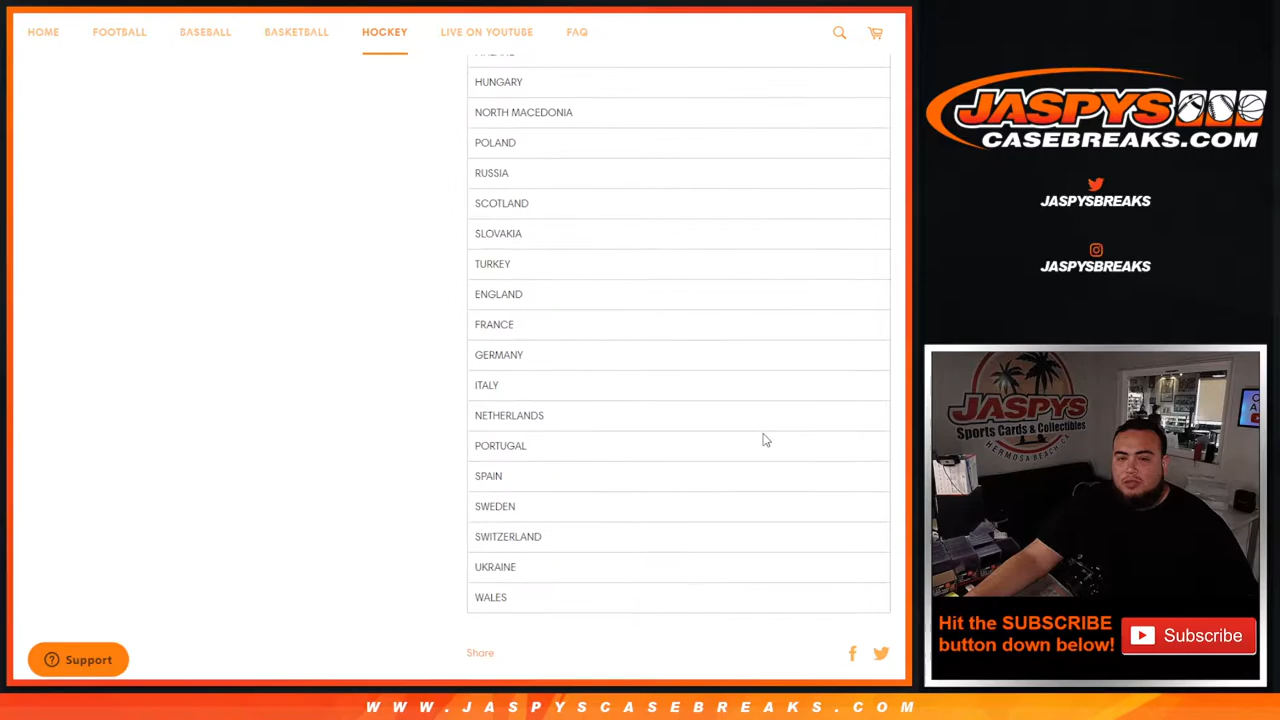 HOME FOOTBALL BASEBALL BASKETBALL HOCKEY LIVE ON YOUTUBE FAQ
HUNGARY
NORTH MACEDONIA
POLAND
RUSSIA
SCOTLAND
SLOVAKIA
TURKEY
ENGLAND
FRANCE
GERMANY
ITALY
NETHERLANDS
PORTUGAL
SPAIN
SWEDEN
SWITZERLAND
UKRAINE
WALES
Share
Support
JASPYS
CASEBREAKS.COM
JASPYSBREAKS
JASPYSBREAKS
JASPYS
Sports Cards & Collectibles
HERMOSA BEACH, CA
Hit the SUBSCRIBE
button down below!
Subscribe
WWW.JASPYSCASEBREAKS.COM